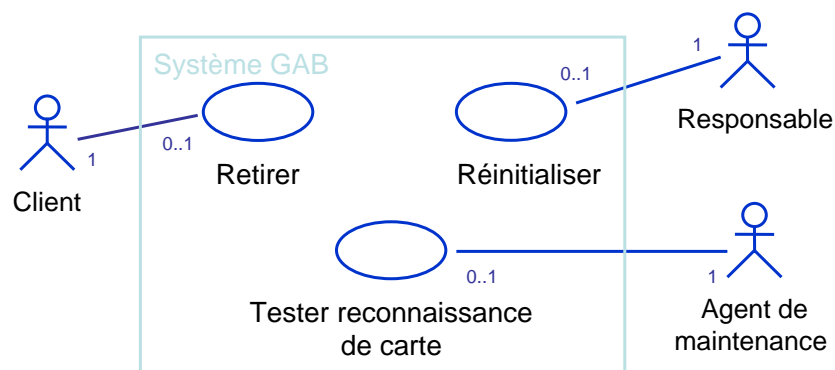 Système GAB
Client
1
0..1
Retirer
0..1
1
Réinitialiser
Responsable
0..1
1
Tester reconnaissance
de carte
Agent de
maintenance